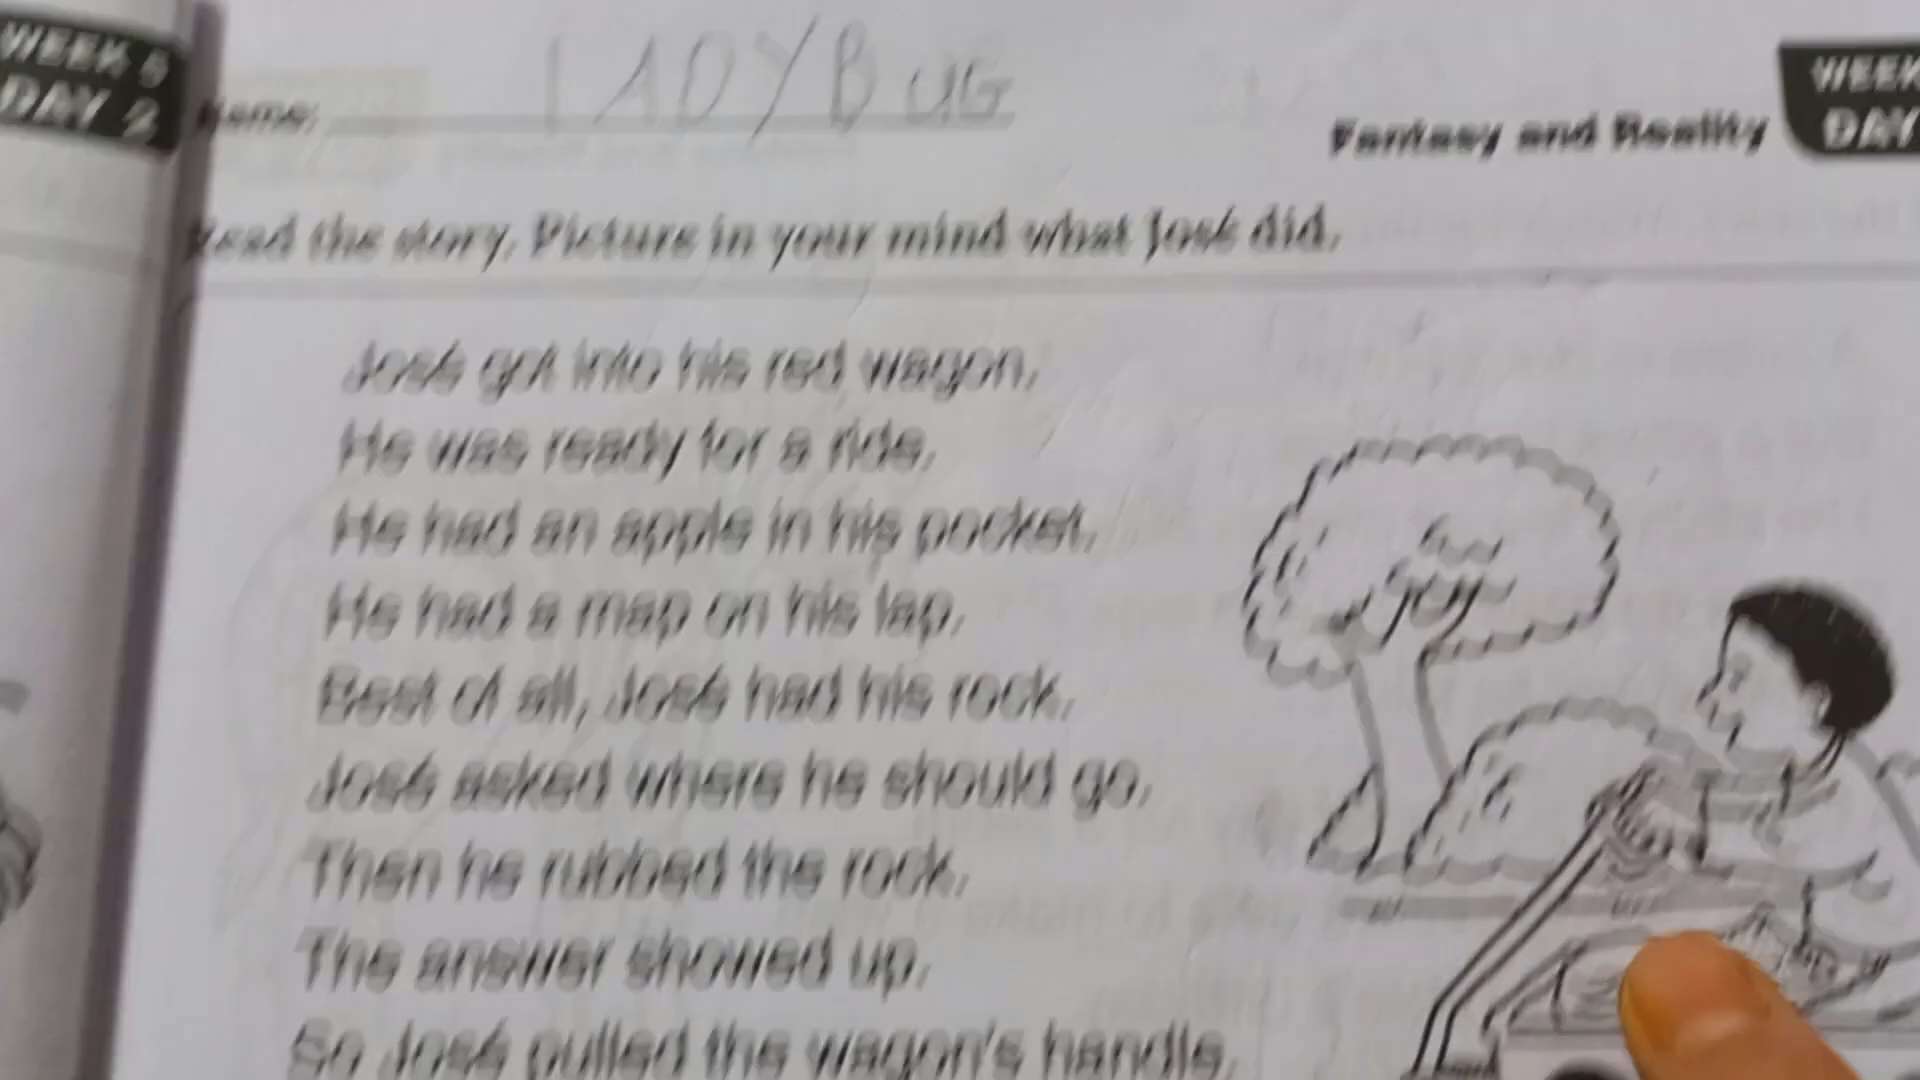 WEEK 5
DAY 2
Name: LADYBUG
Fantasy and Reality
WEEK
DAY
Read the story. Picture in your mind what José did.
José got into his red wagon.
He was ready for a ride.
He had an apple in his pocket.
He had a map on his lap.
Best of all, José had his rock.
José asked where he should go.
Then he rubbed the rock.
The answer showed up.
So José pulled the wagon's handle.